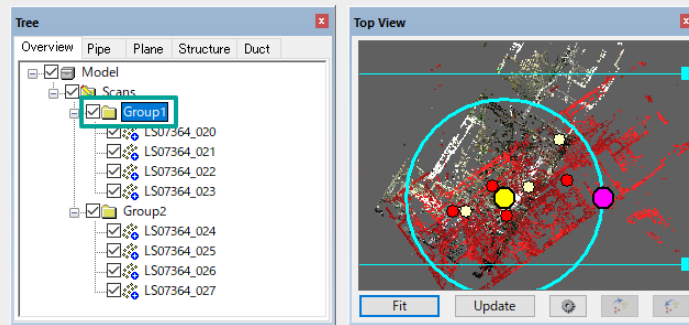 Tree
Overview Pipe Plane Structure Duct
Model
Scans
Group1
LS07364_020
LS07364_021
LS07364_022
LS07364_023
Group2
LS07364_024
LS07364_025
LS07364_026
LS07364_027
Top View
Fit Update